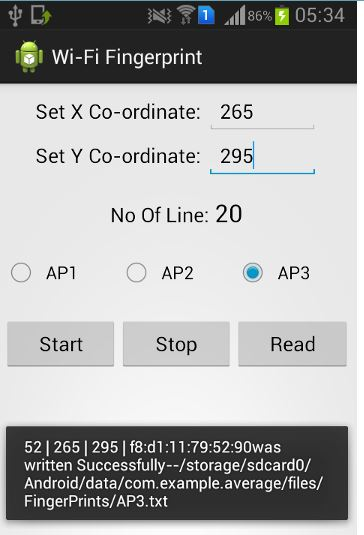 1 86% 05:34
Wi-Fi Fingerprint
Set X Co-ordinate: 265
Set Y Co-ordinate: 295
No Of Line: 20
AP1 AP2 AP3
Start Stop Read
52 | 265 | 295 | f8:d1:11:79:52:90was
written Successfully--/storage/sdcard0/
Android/data/com.example.average/files/
FingerPrints/AP3.txt